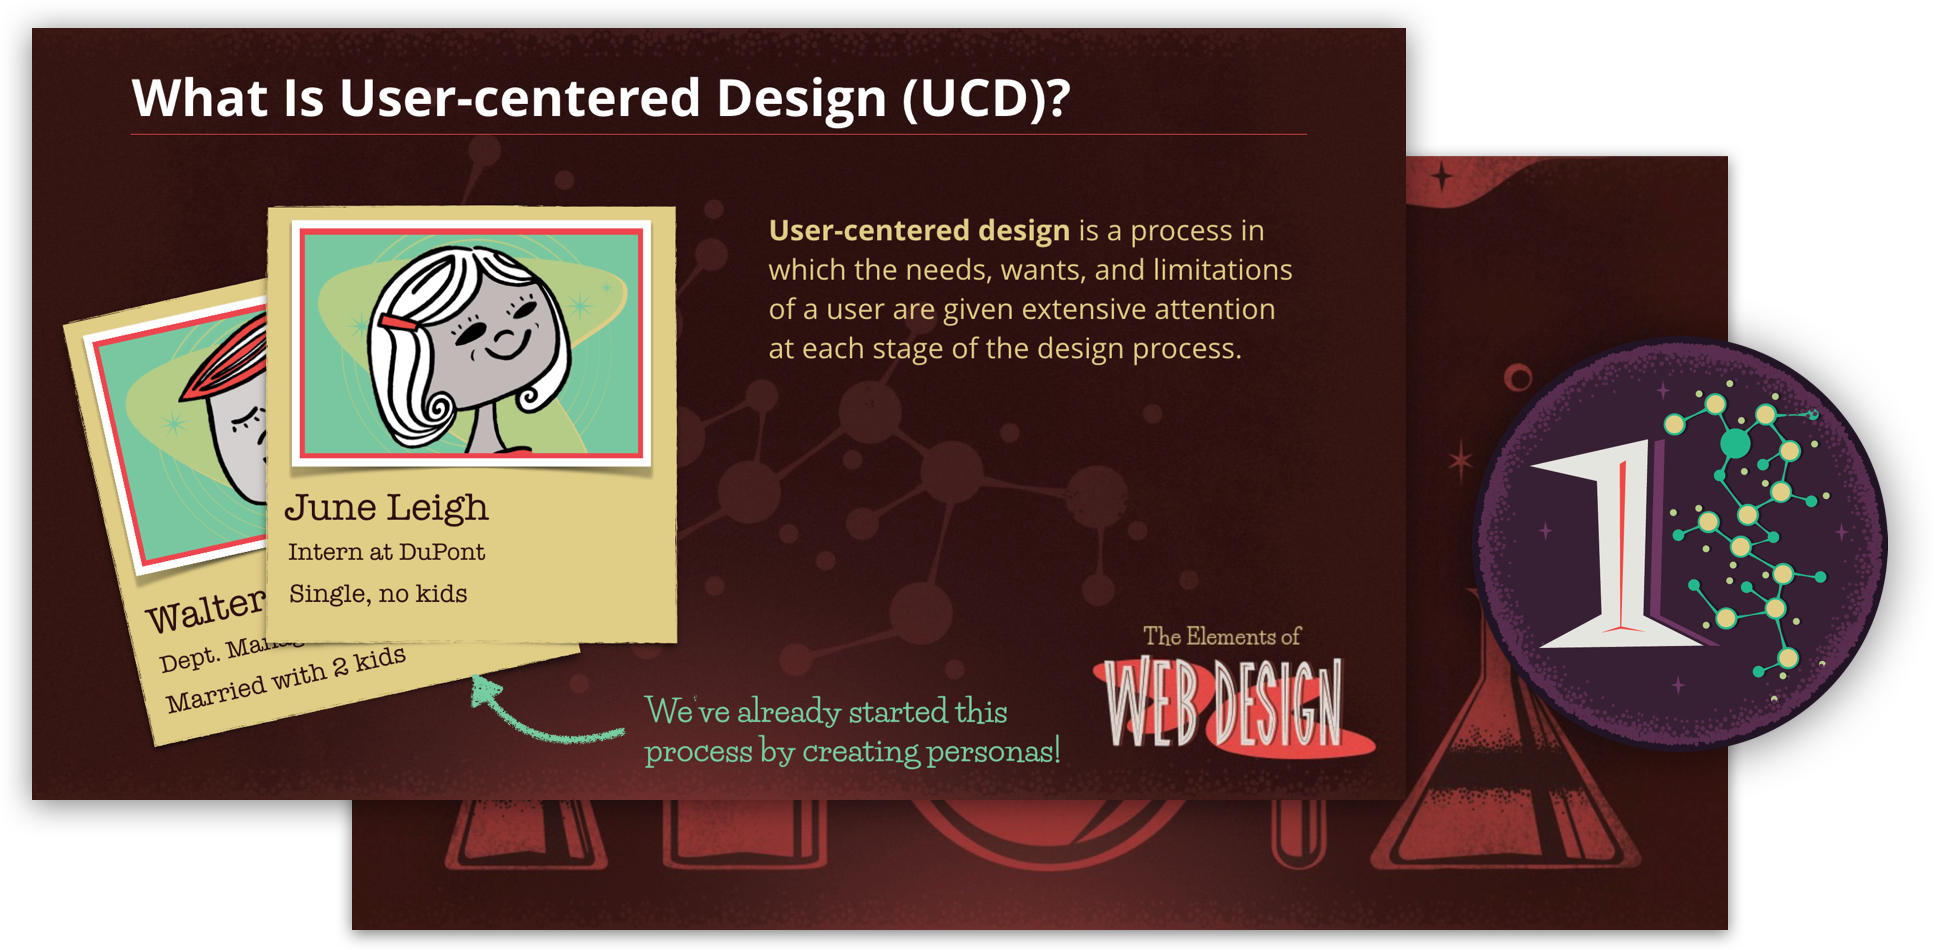 What Is User-centered Design (UCD)?
User-centered design is a process in
which the needs, wants, and limitations
of a user are given extensive attention
at each stage of the design process.
June Leigh
Intern at DuPont
Single, no kids
Walter
Dept.
Married with 2 kids
We've already started this
process by creating personas!
The Elements of
WEB DESIGN
1